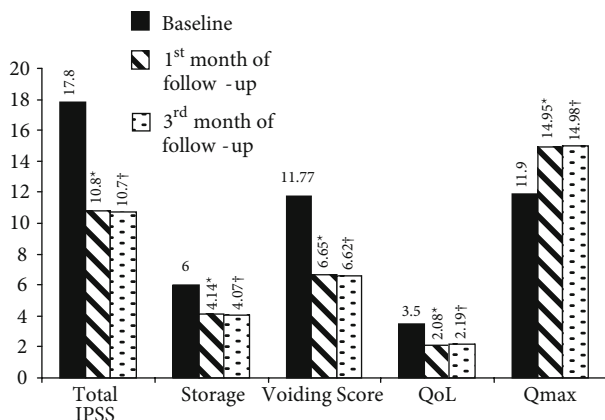 Baseline
1st month of
follow -up
3rd month of
follow -up
20
18
16
14
12
10
8
6
4
2
0
17.8
10.8*
10.7†
6
4.14*
4.07†
11.77
6.65*
6.62†
3.5
2.08*
2.19†
11.9
14.95*
14.98†
Total
IPSS
Storage
Voiding Score
QoL
Qmax